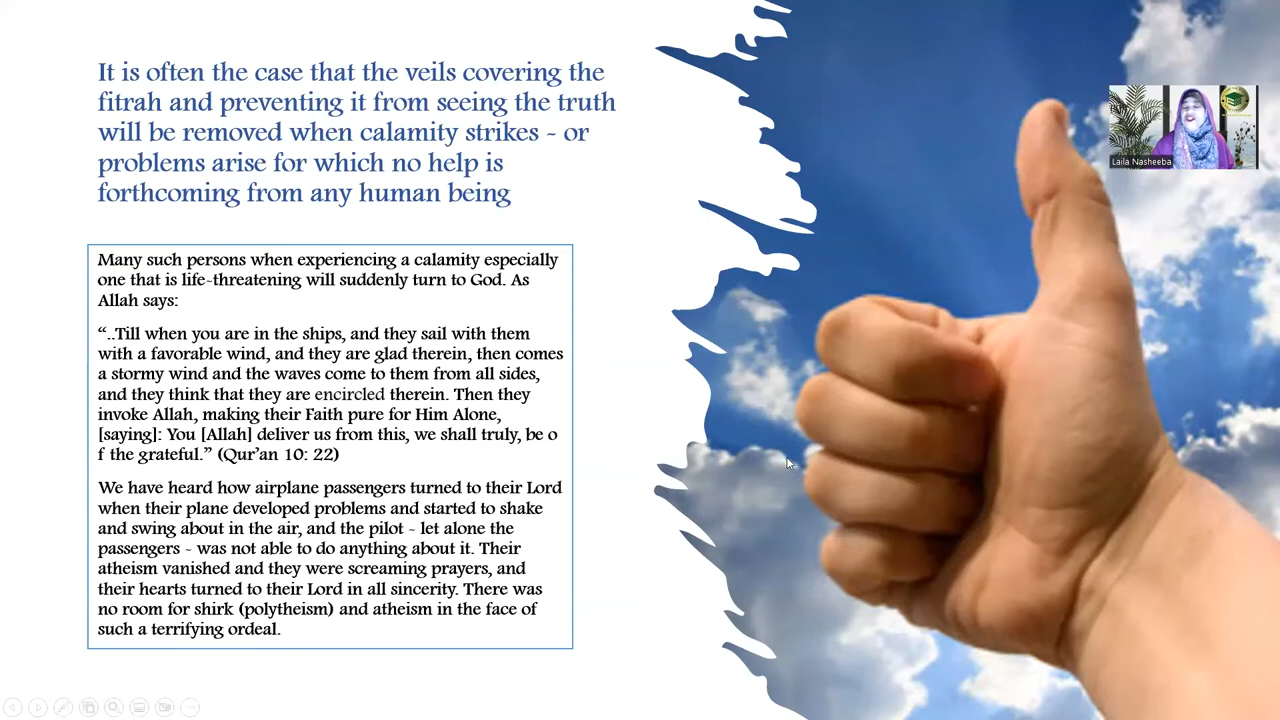 It is often the case that the veils covering the
fitrah and preventing it from seeing the truth
will be removed when calamity strikes - or
problems arise for which no help is
forthcoming from any human being
Many such persons when experiencing a calamity especially
one that is life-threatening will suddenly turn to God. As
Allah says:
“..Till when you are in the ships, and they sail with them
with a favorable wind, and they are glad therein, then comes
a stormy wind and the waves come to them from all sides,
and they think that they are encircled therein. Then they
invoke Allah, making their Faith pure for Him Alone,
[saying]: You [Allah] deliver us from this, we shall truly, be o
f the grateful.” (Qur’an 10: 22)
We have heard how airplane passengers turned to their Lord
when their plane developed problems and started to shake
and swing about in the air, and the pilot - let alone the
passengers - was not able to do anything about it. Their
atheism vanished and they were screaming prayers, and
their hearts turned to their Lord in all sincerity. There was
no room for shirk (polytheism) and atheism in the face of
such a terrifying ordeal.
Laila Nasheeba